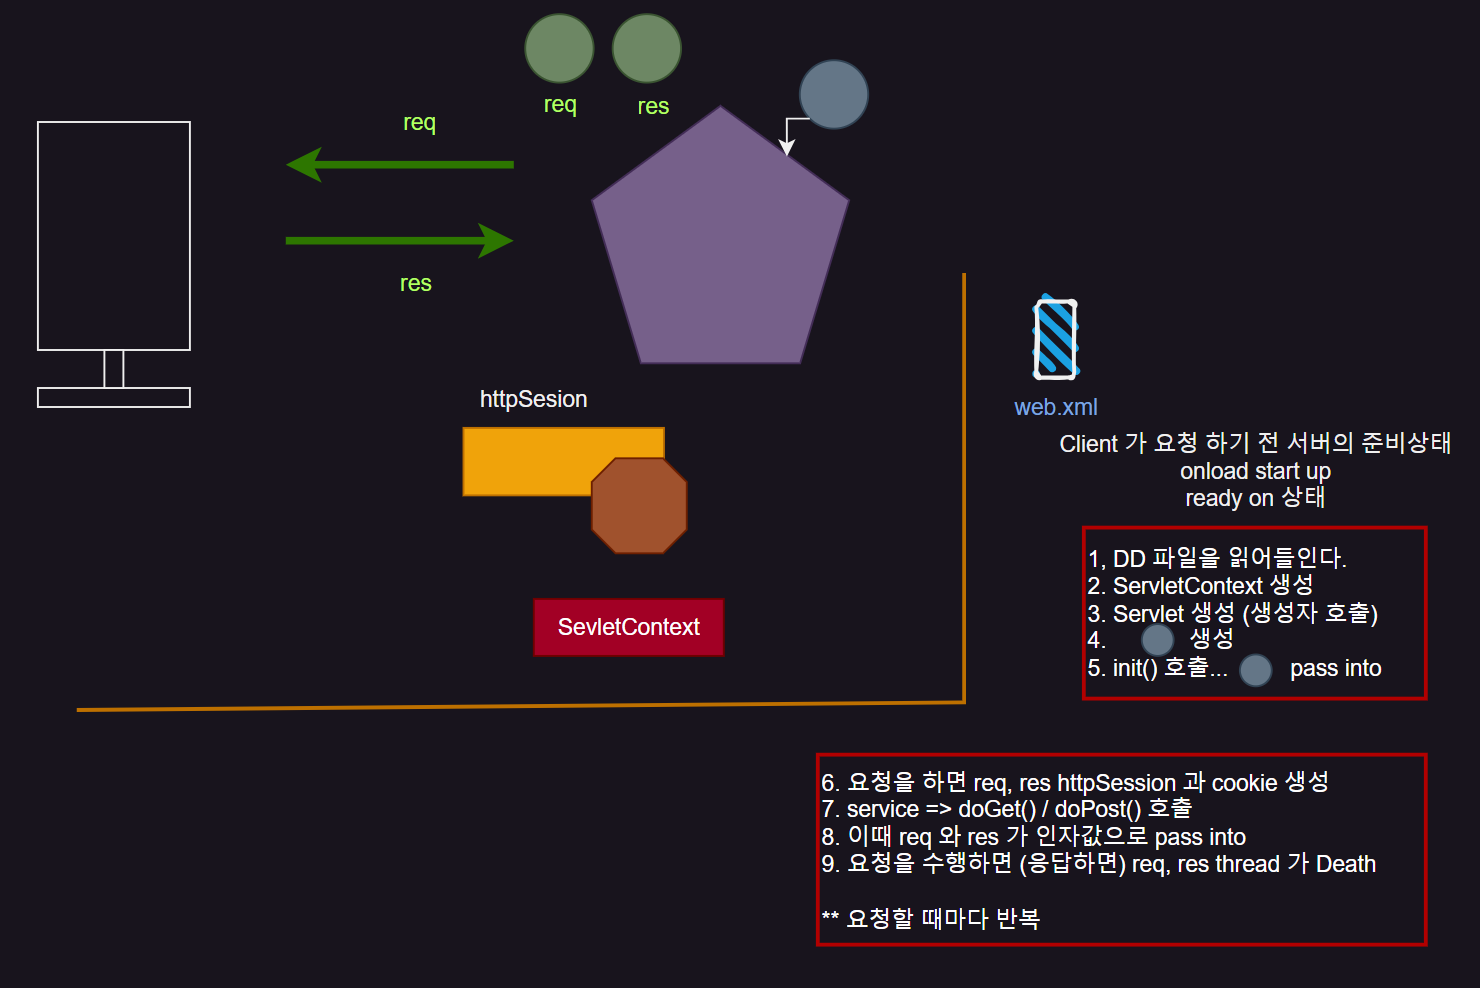 req
res
req
res
httpSesion
SevletContext
web.xml
Client 가 요청 하기 전 서버의 준비상태
onload start up
ready on 상태
1, DD 파일을 읽어들인다.
2. ServletContext 생성
3. Servlet 생성 (생성자 호출)
4. 생성
5. init() 호출... pass into
6. 요청을 하면 req, res httpSession 과 cookie 생성
7. service => doGet() / doPost() 호출
8. 이때 req 와 res 가 인자값으로 pass into
9. 요청을 수행하면 (응답하면) req, res thread 가 Death
** 요청할 때마다 반복